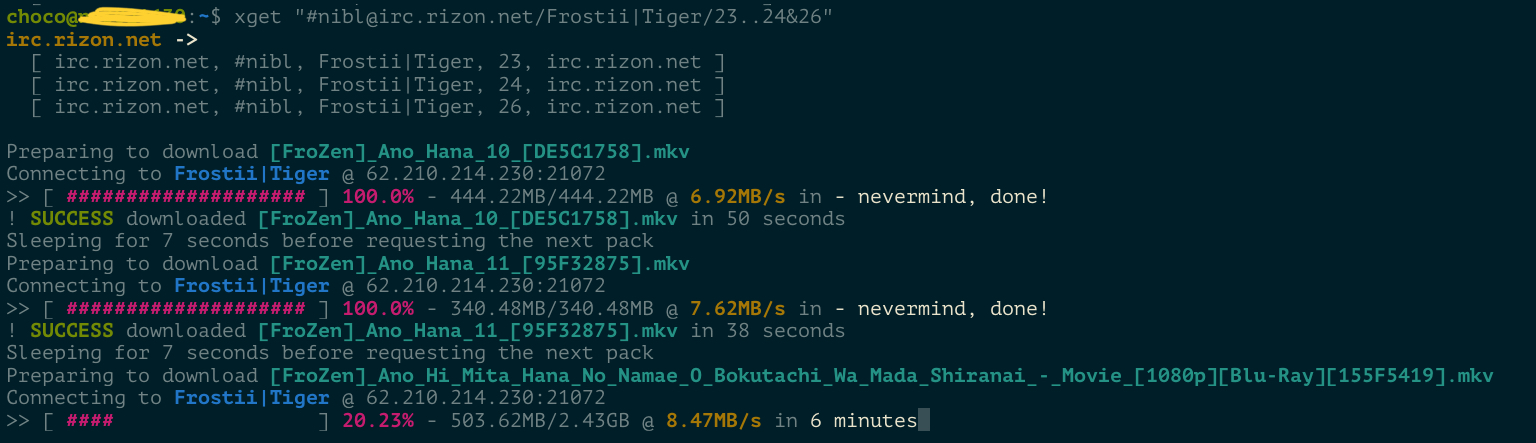 choco@:~$ xget "#nibl@irc.rizon.net/Frostii|Tiger/23..24&26"
irc.rizon.net ->
[ irc.rizon.net, #nibl, Frostii|Tiger, 23, irc.rizon.net ]
[ irc.rizon.net, #nibl, Frostii|Tiger, 24, irc.rizon.net ]
[ irc.rizon.net, #nibl, Frostii|Tiger, 26, irc.rizon.net ]
Preparing to download [FroZen]_Ano_Hana_10_[DE5C1758].mkv
Connecting to Frostii|Tiger @ 62.210.214.230:21072
>> [ #################### ] 100.0% - 444.22MB/444.22MB @ 6.92MB/s in - nevermind, done!
! SUCCESS downloaded [FroZen]_Ano_Hana_10_[DE5C1758].mkv in 50 seconds
Sleeping for 7 seconds before requesting the next pack
Preparing to download [FroZen]_Ano_Hana_11_[95F32875].mkv
Connecting to Frostii|Tiger @ 62.210.214.230:21072
>> [ #################### ] 100.0% - 340.48MB/340.48MB @ 7.62MB/s in - nevermind, done!
! SUCCESS downloaded [FroZen]_Ano_Hana_11_[95F32875].mkv in 38 seconds
Sleeping for 7 seconds before requesting the next pack
Preparing to download [FroZen]_Ano_Hi_Mita_Hana_No_Namae_O_Bokutachi_Wa_Mada_Shiranai_-_Movie_[1080p][Blu-Ray][155F5419].mkv
Connecting to Frostii|Tiger @ 62.210.214.230:21072
>> [ ####                 ] 20.23% - 503.62MB/2.43GB @ 8.47MB/s in 6 minutes